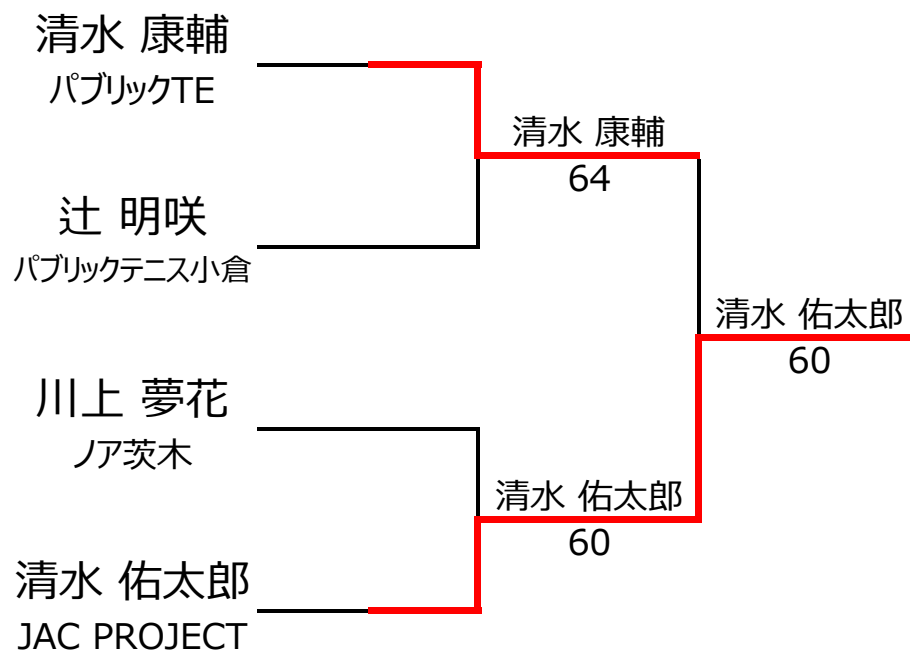 清水 康輔
パブリックTE
清水 康輔
64
辻 明咲
パブリックテニス小倉
清水 佑太郎
60
川上 夢花
ノア茨木
清水 佑太郎
60
清水 佑太郎
JAC PROJECT